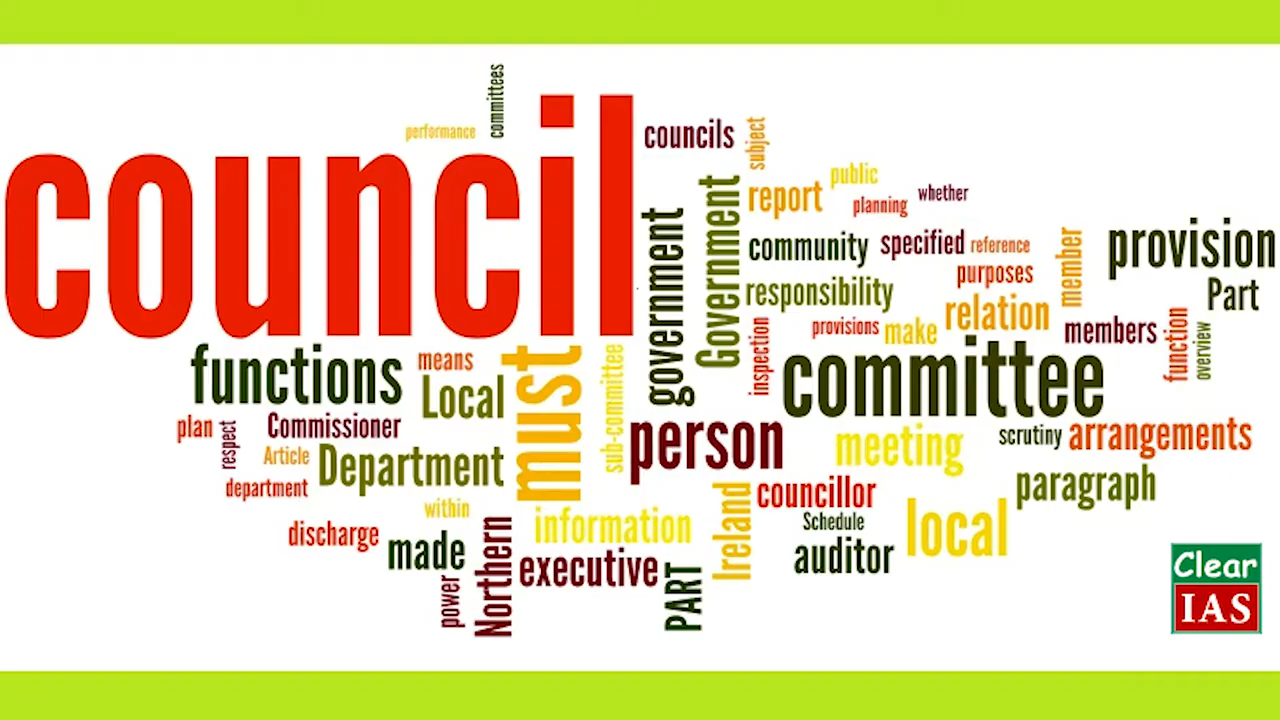 committees
performance
council
councils
subject
public
report
planning
whether
government
Government
community
specified
reference
member
provision
purposes
responsibility
Part
relation
provisions
make
members
function
overview
inspection
functions
means
must
sub-committee
committee
Local
plan
respect
Commissioner
person
meeting
scrutiny
arrangements
Article
Department
department
Ireland
councillor
paragraph
within
information
Schedule
local
discharge
made
Northern
executive
auditor
power
PART
Clear
IAS